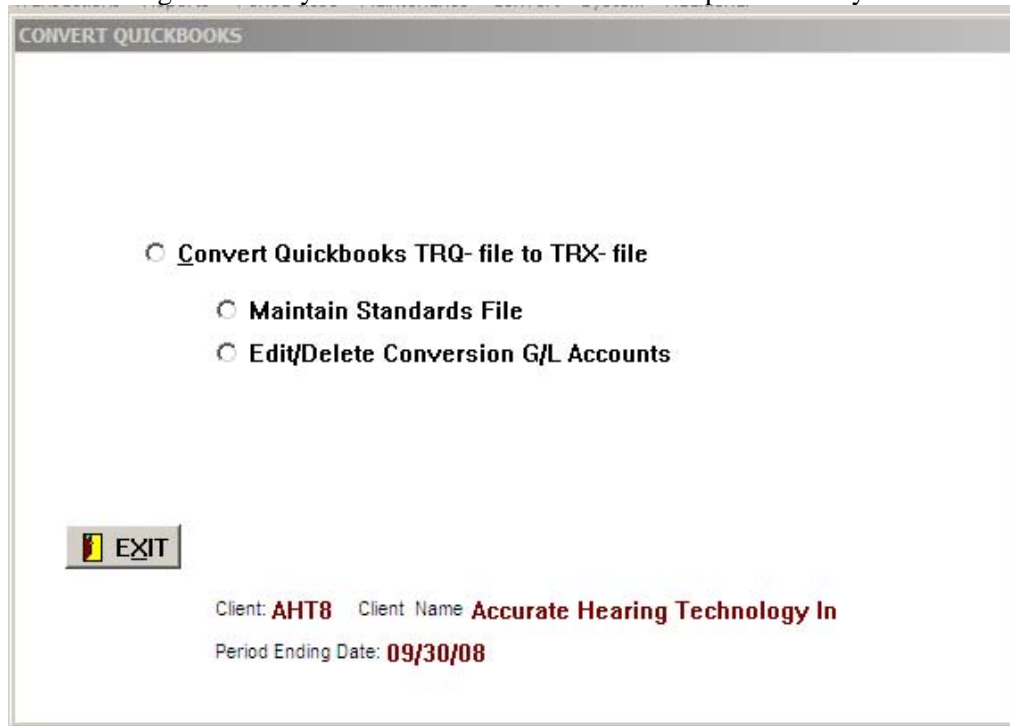 CONVERT QUICKBOOKS
Convert Quickbooks TRQ- file to TRX- file
Maintain Standards File
Edit/Delete Conversion G/L Accounts
EXIT
Client: AHT8 Client Name Accurate Hearing Technology In
Period Ending Date: 09/30/08